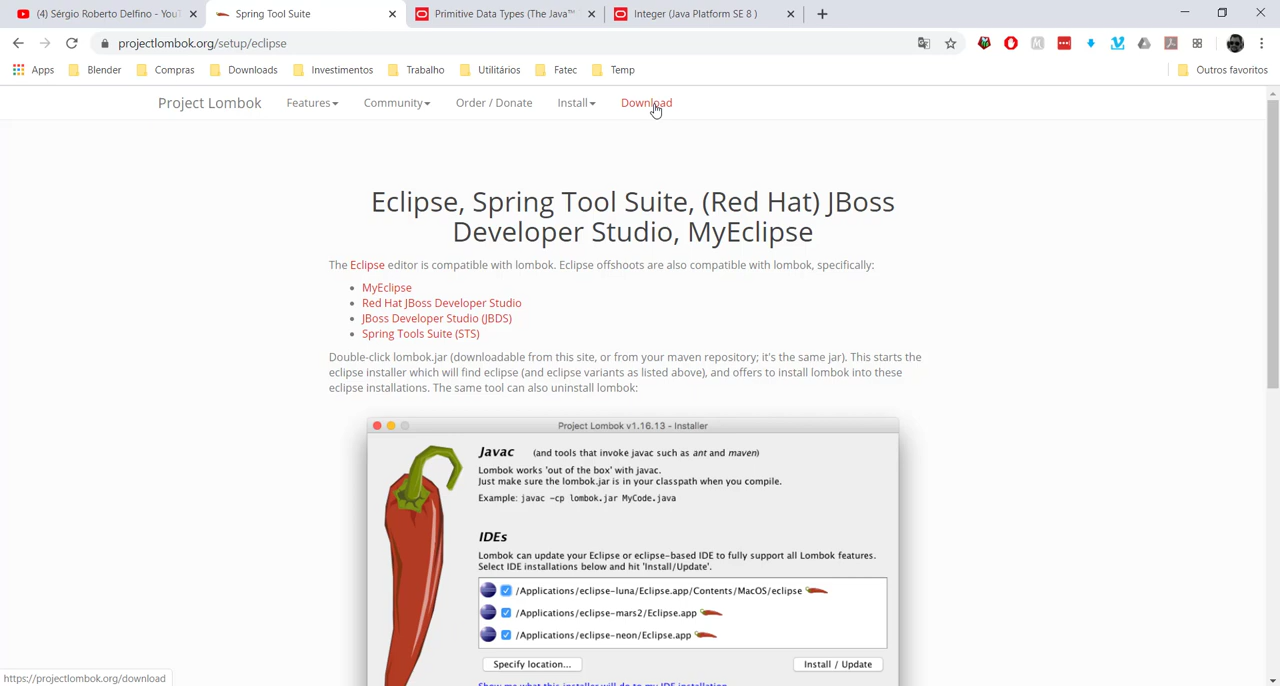 (4) Sérgio Roberto Delfino - YouT
Spring Tool Suite
Primitive Data Types (The Java™
Integer (Java Platform SE 8 )
projectlombok.org/setup/eclipse
Apps
Blender
Compras
Downloads
Investimentos
Trabalho
Utilitários
Fatec
Temp
Outros favoritos
Project Lombok
Features
Community
Order / Donate
Install
Download
Eclipse, Spring Tool Suite, (Red Hat) JBoss
Developer Studio, MyEclipse
The Eclipse editor is compatible with lombok. Eclipse offshoots are also compatible with lombok, specifically:
• MyEclipse
• Red Hat JBoss Developer Studio
• JBoss Developer Studio (JBDS)
• Spring Tools Suite (STS)
Double-click lombok.jar (downloadable from this site, or from your maven repository; it's the same jar). This starts the
eclipse installer which will find eclipse (and eclipse variants as listed above), and offers to install lombok into these
eclipse installations. The same tool can also uninstall lombok:
Project Lombok v1.16.13 - Installer
Javac (and tools that invoke javac such as ant and maven)
Lombok works 'out of the box' with javac.
Just make sure the lombok.jar is in your classpath when you compile.
Example: javac -cp lombok.jar MyCode.java
IDEs
Lombok can update your Eclipse or eclipse-based IDE to fully support all Lombok features.
Select IDE installations below and hit 'Install/Update'.
/Applications/eclipse-luna/Eclipse.app/Contents/MacOS/eclipse
/Applications/eclipse-mars2/Eclipse.app
/Applications/eclipse-neon/Eclipse.app
Specify location...
Install / Update
Show me what this installer will do to my IDE installation.
https://projectlombok.org/download